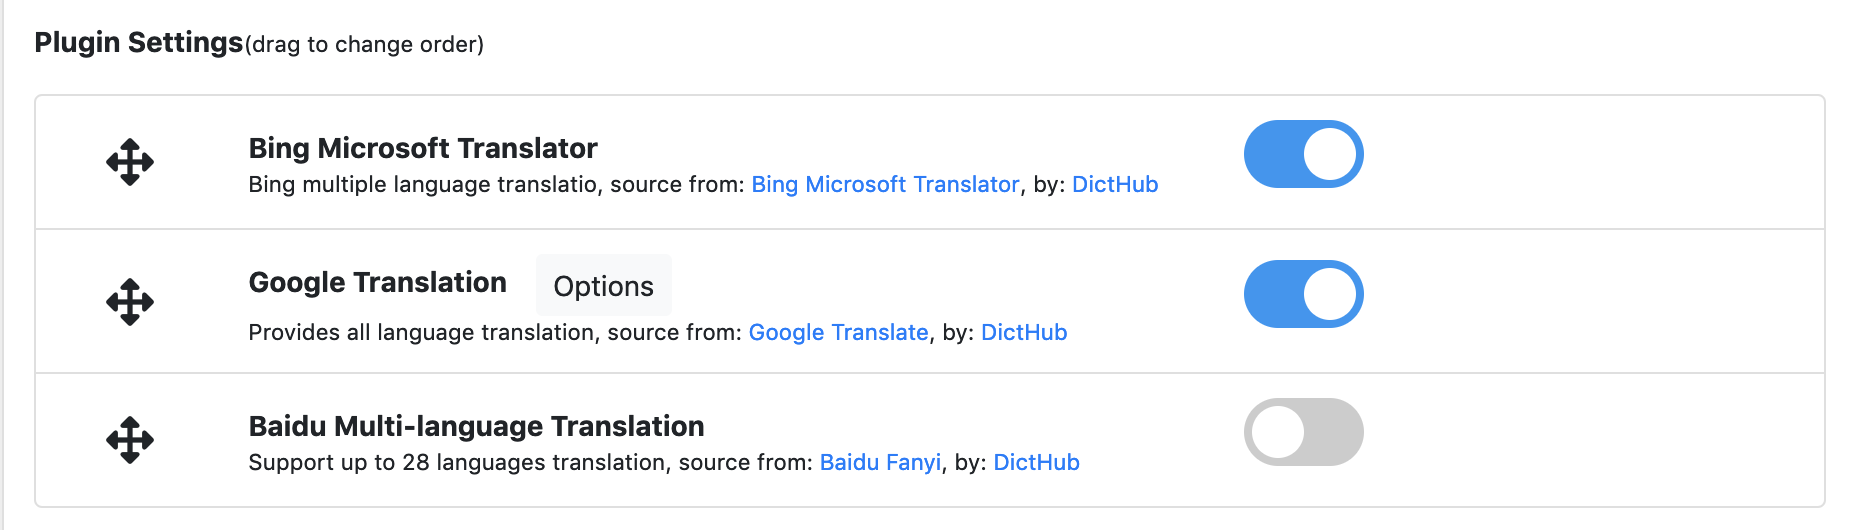 Plugin Settings(drag to change order)
Bing Microsoft Translator
Bing multiple language translatio, source from: Bing Microsoft Translator, by: DictHub
Google Translation Options
Provides all language translation, source from: Google Translate, by: DictHub
Baidu Multi-language Translation
Support up to 28 languages translation, source from: Baidu Fanyi, by: DictHub